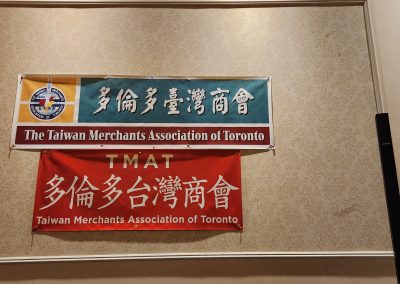 多倫多臺灣商會
The Taiwan Merchants Association of Toronto
TMAT
多倫多台灣商會
Taiwan Merchants Association of Toronto